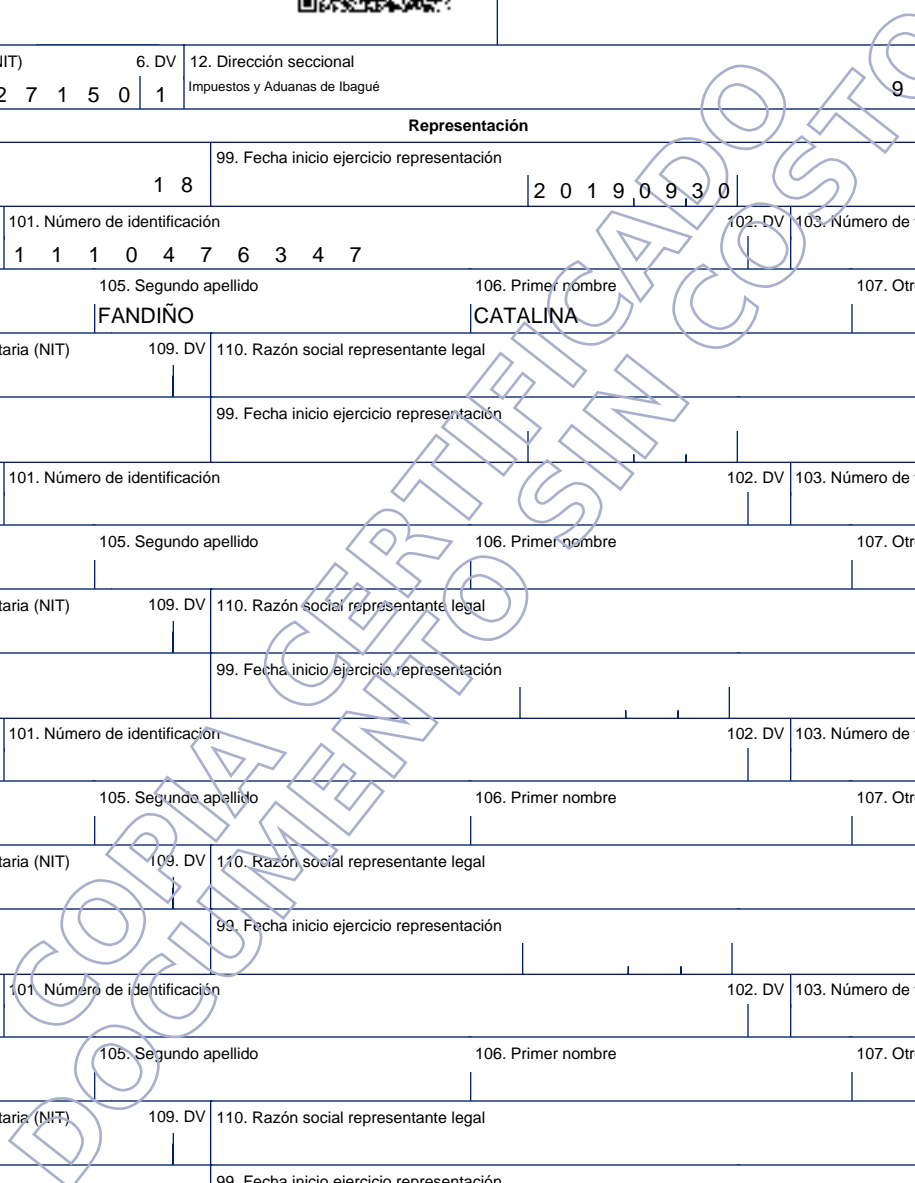 NIT) 6. DV 12. Dirección seccional
2 7 1 5 0 1 Impuestos y Aduanas de Ibagué 9
Representación
99. Fecha inicio ejercicio representación
1 8 2 0 1 9 0 9 3 0
101. Número de identificación 102. DV 103. Número de
1 1 1 0 4 7 6 3 4 7
105. Segundo apellido 106. Primer nombre 107. Otr
FANDIÑO CATALINA
taria (NIT) 109. DV 110. Razón social representante legal
99. Fecha inicio ejercicio representación
101. Número de identificación 102. DV 103. Número de
105. Segundo apellido 106. Primer nombre 107. Otr
taria (NIT) 109. DV 110. Razón social representante legal
99. Fecha inicio ejercicio representación
101. Número de identificación 102. DV 103. Número de
105. Segundo apellido 106. Primer nombre 107. Otr
taria (NIT) 109. DV 110. Razón social representante legal
99. Fecha inicio ejercicio representación
101. Número de identificación 102. DV 103. Número de
105. Segundo apellido 106. Primer nombre 107. Otr
taria (NIT) 109. DV 110. Razón social representante legal
99. Fecha inicio ejercicio representación
COPIA CERTIFICADO
DOCUMENTO SIN COSTO